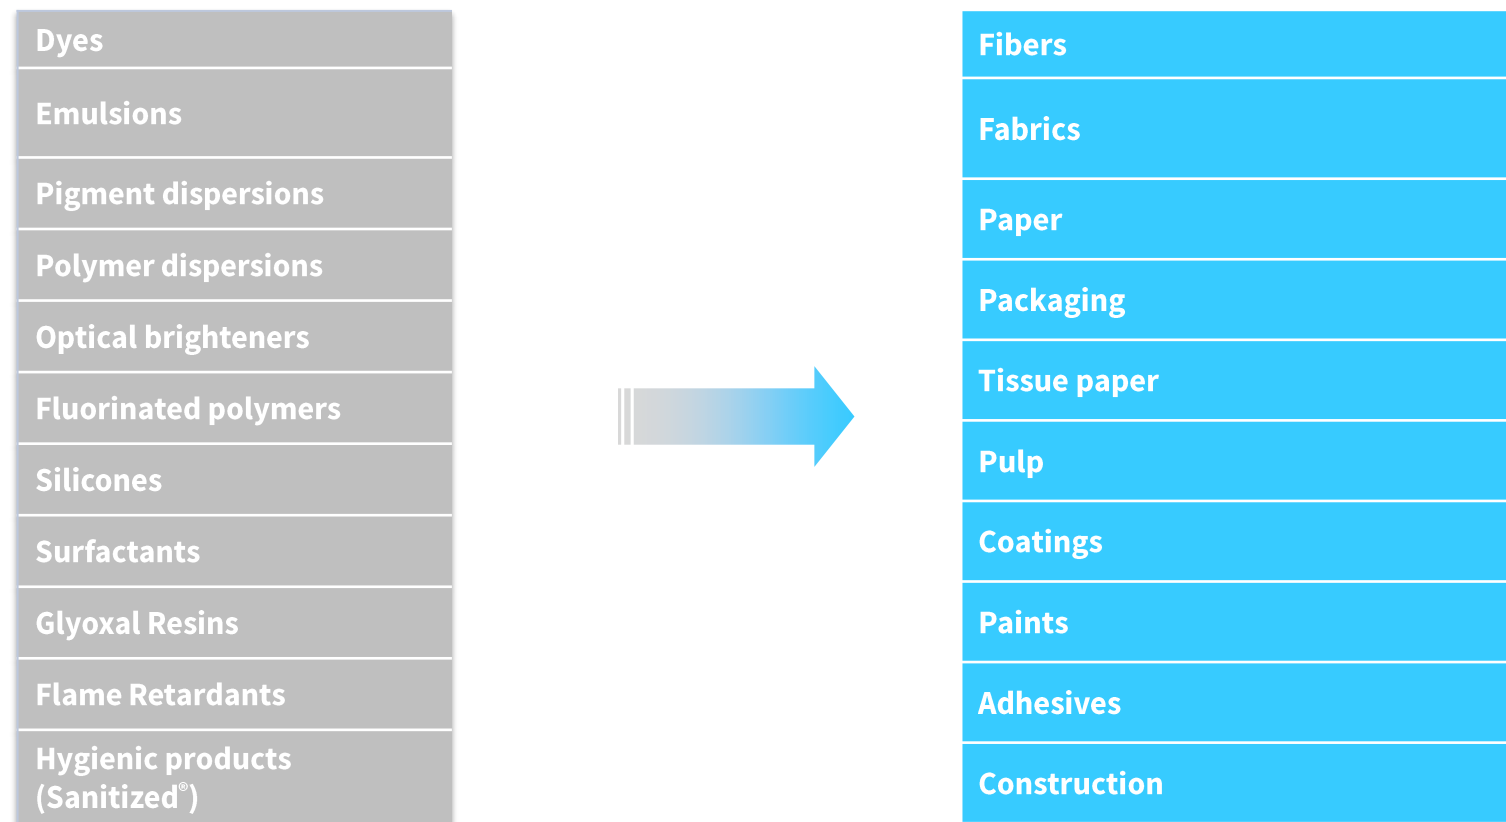 Dyes
Emulsions
Pigment dispersions
Polymer dispersions
Optical brighteners
Fluorinated polymers
Silicones
Surfactants
Glyoxal Resins
Flame Retardants
Hygienic products
(Sanitized®)
Fibers
Fabrics
Paper
Packaging
Tissue paper
Pulp
Coatings
Paints
Adhesives
Construction